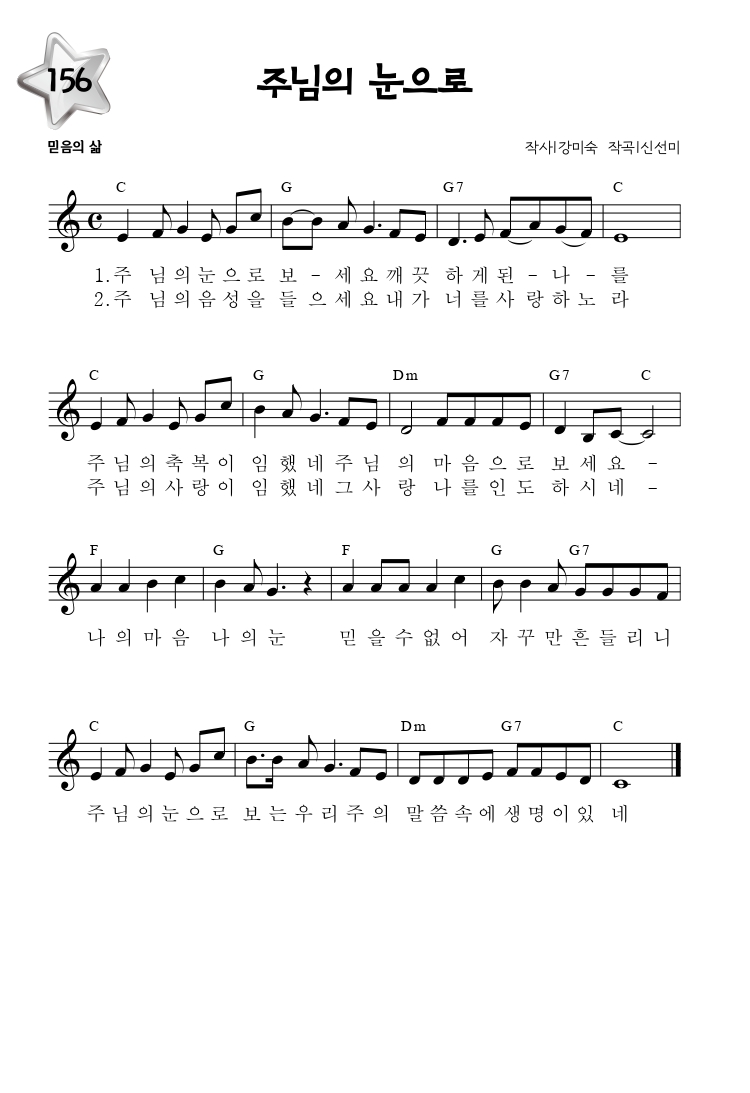 156
주님의 눈으로
믿음의 삶
작사|강미숙 작곡|신선미
C G G7 C
1.주 님의눈으로 보 - 세요깨끗 하게된 - 나 - 를
2.주 님의음성을 들 으세요내가 너를사 랑하노 라
C G Dm G7 C
주님의축복이 임했네주님 의 마음으로 보세요 -
주님의사랑이 임했네그사 랑 나를인도 하시네 -
F G F G G7
나의마음 나의눈 믿을수없어 자꾸만흔들리니
C G Dm G7 C
주님의눈으로 보는우리주의 말씀속에생명이있 네